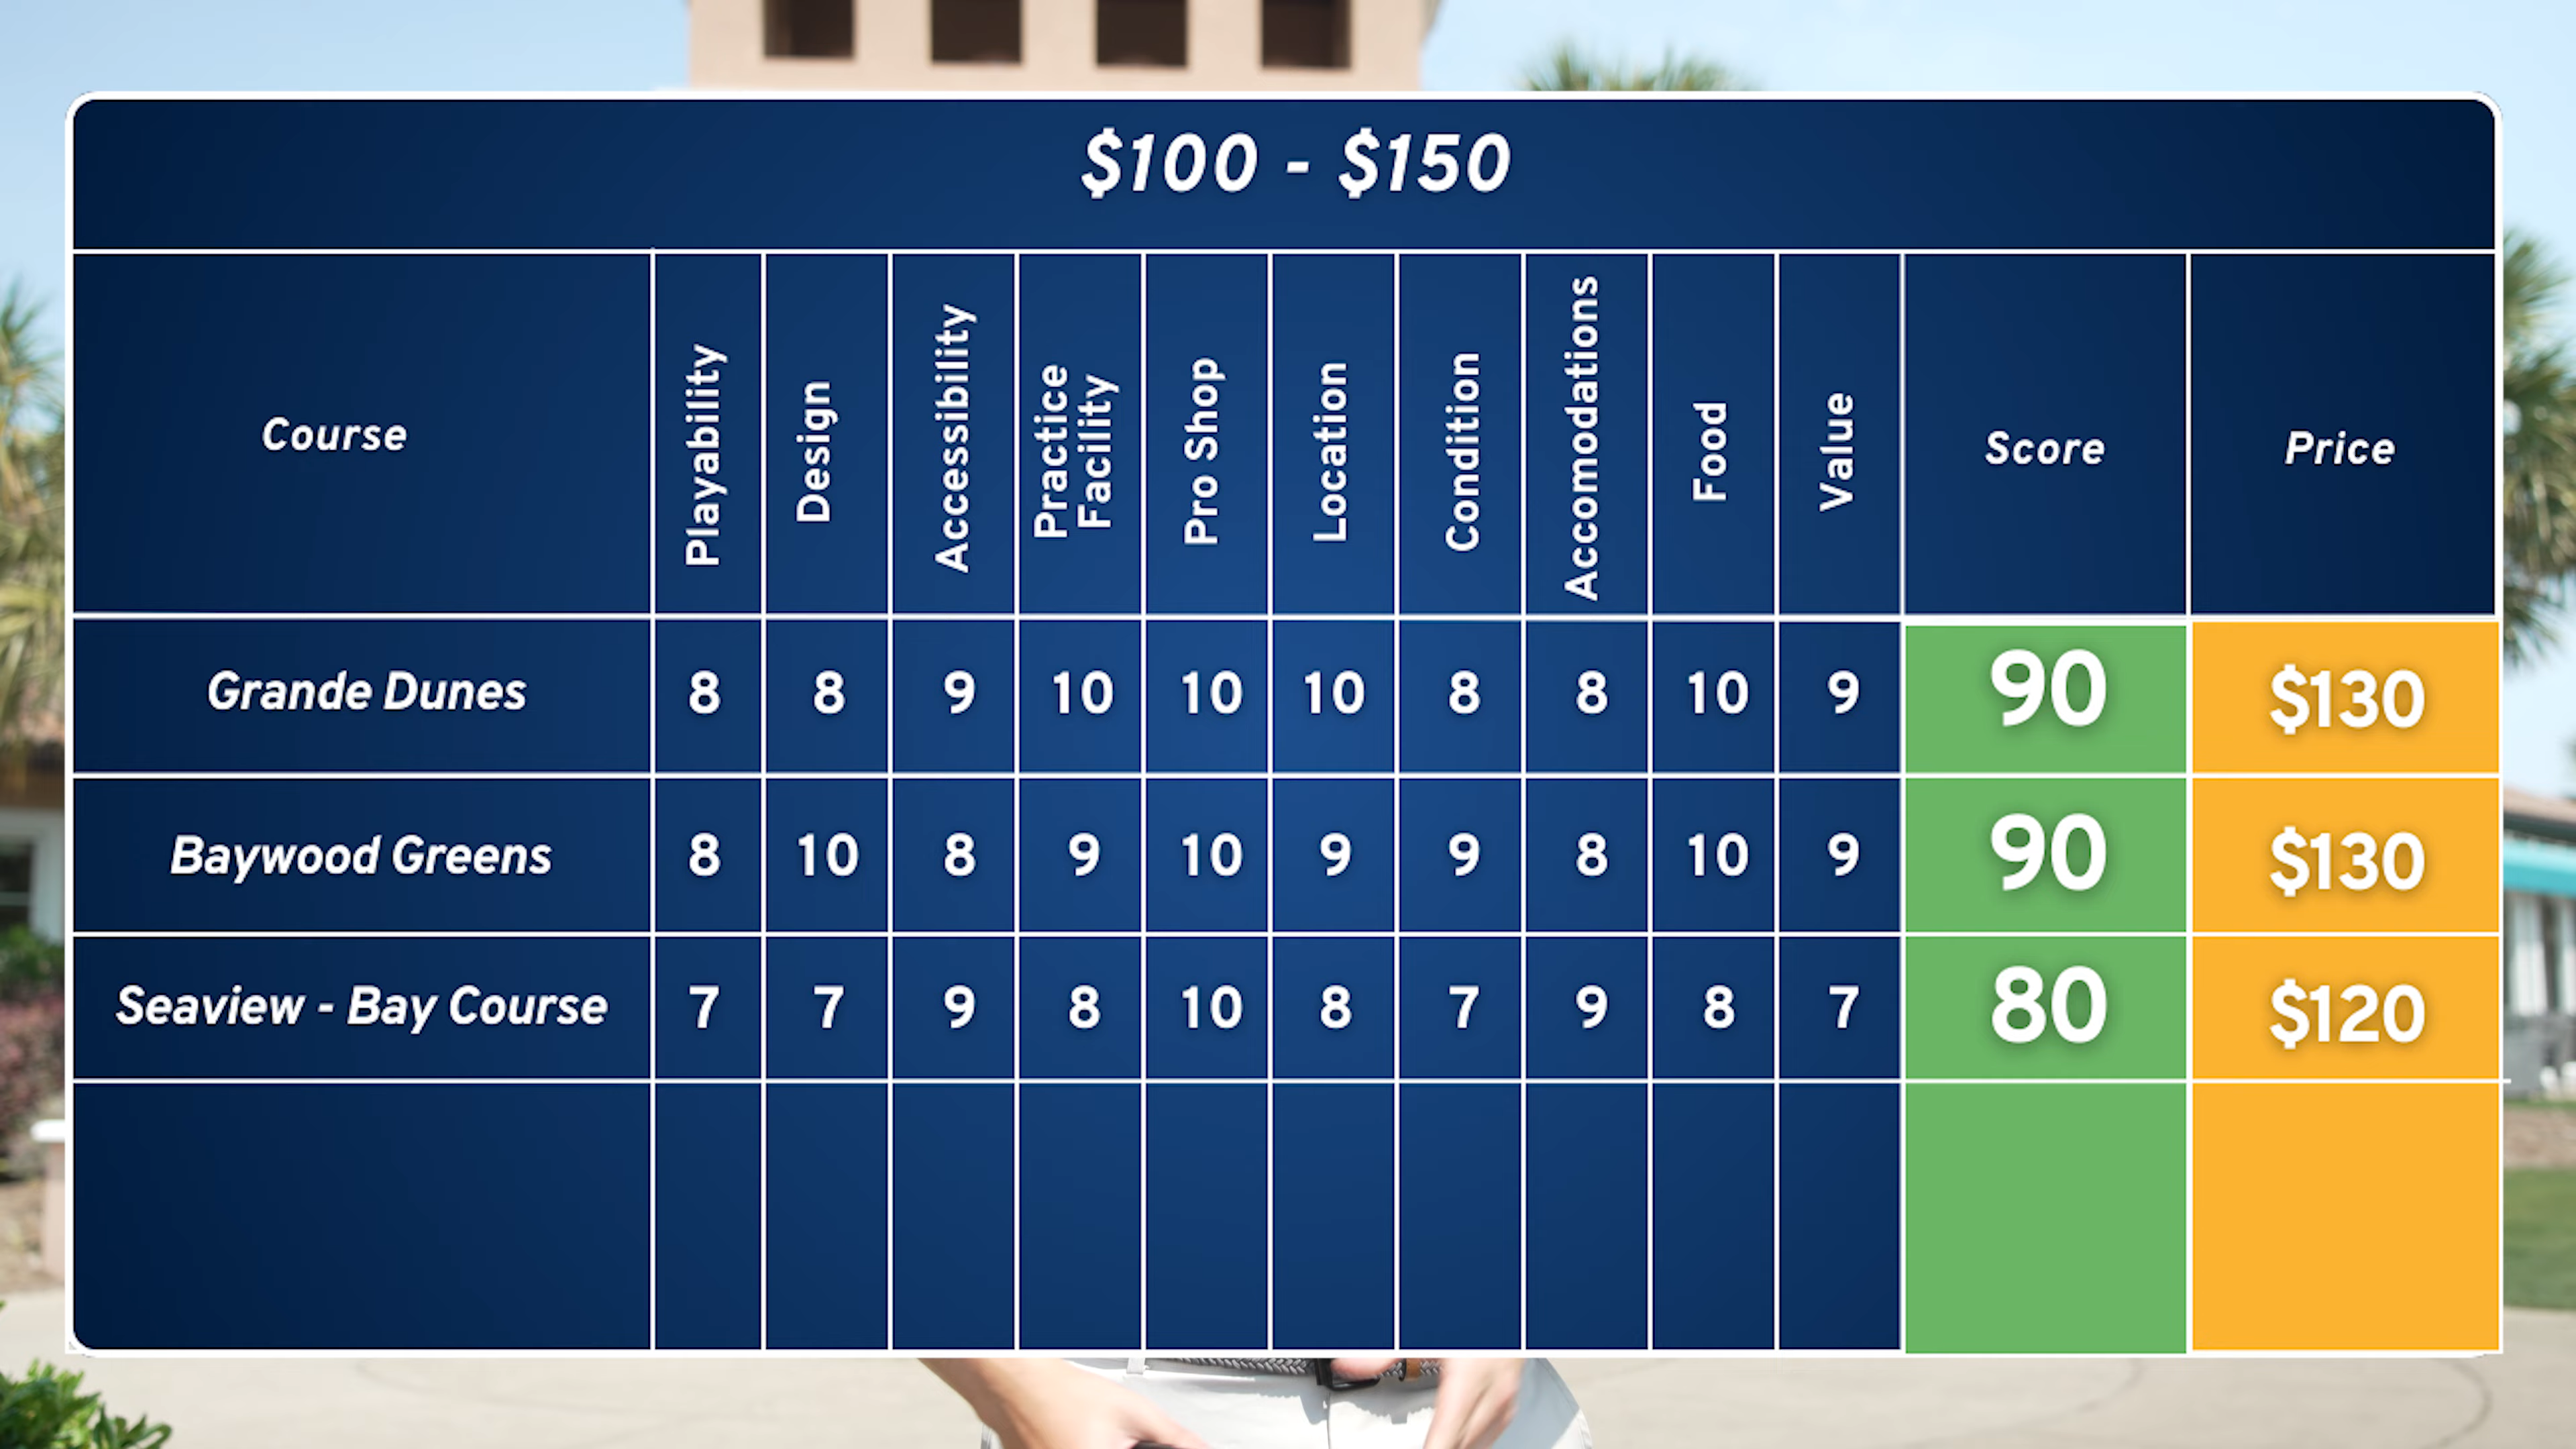 $100 - $150
Course
Playability
Design
Accessibility
Practice
Facility
Pro Shop
Location
Condition
Accomodations
Food
Value
Score
Price
Grande Dunes 8 8 9 10 10 10 8 8 10 9 90 $130
Baywood Greens 8 10 8 9 10 9 9 8 10 9 90 $130
Seaview - Bay Course 7 7 9 8 10 8 7 9 8 7 80 $120